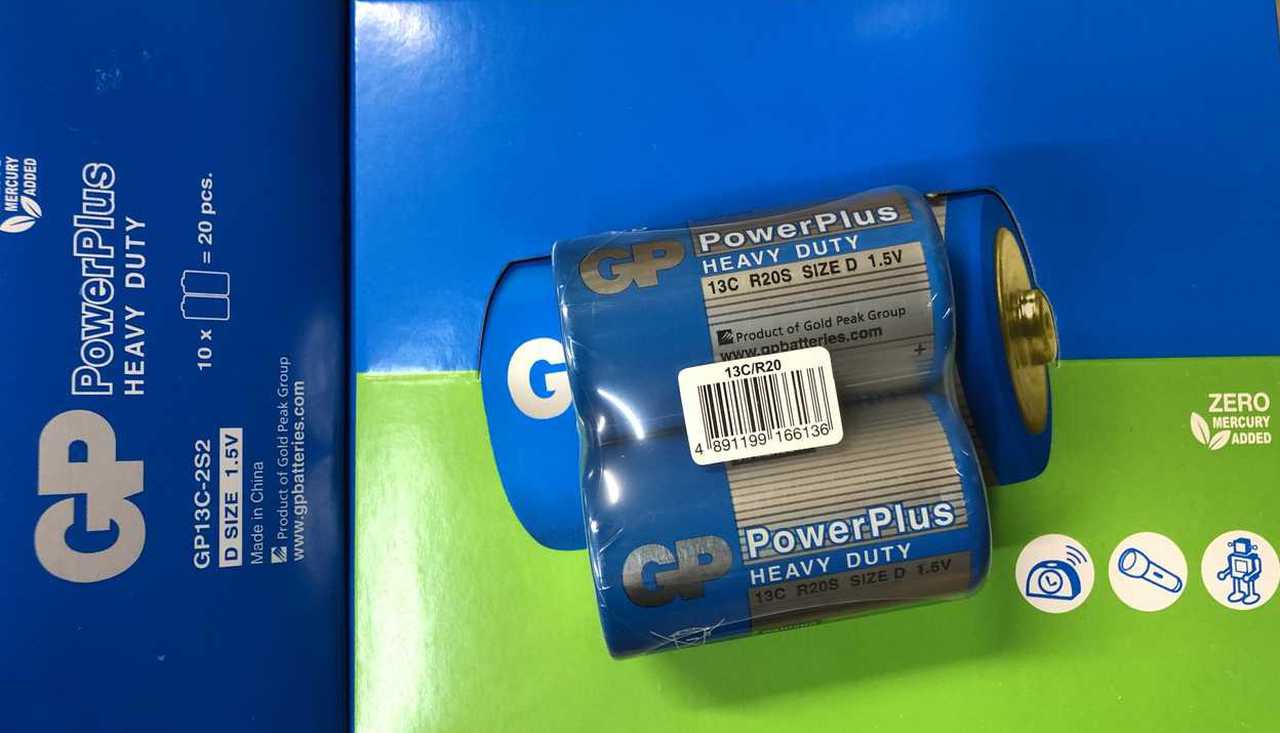 MERCURY
ADDED
GP PowerPlus
HEAVY DUTY
10 x = 20 pcs.
GP13C-2S2
D SIZE 1.5V
Made in China
Product of Gold Peak Group
www.gpbatteries.com
G
GP PowerPlus
HEAVY DUTY
13C R20S SIZE D 1.5V
Product of Gold Peak Group
www.gpbatteries.com
+
13C/R20
4 891199 166136
GP PowerPlus
HEAVY DUTY
13C R20S SIZE D 1.5V
ZERO
MERCURY
ADDED